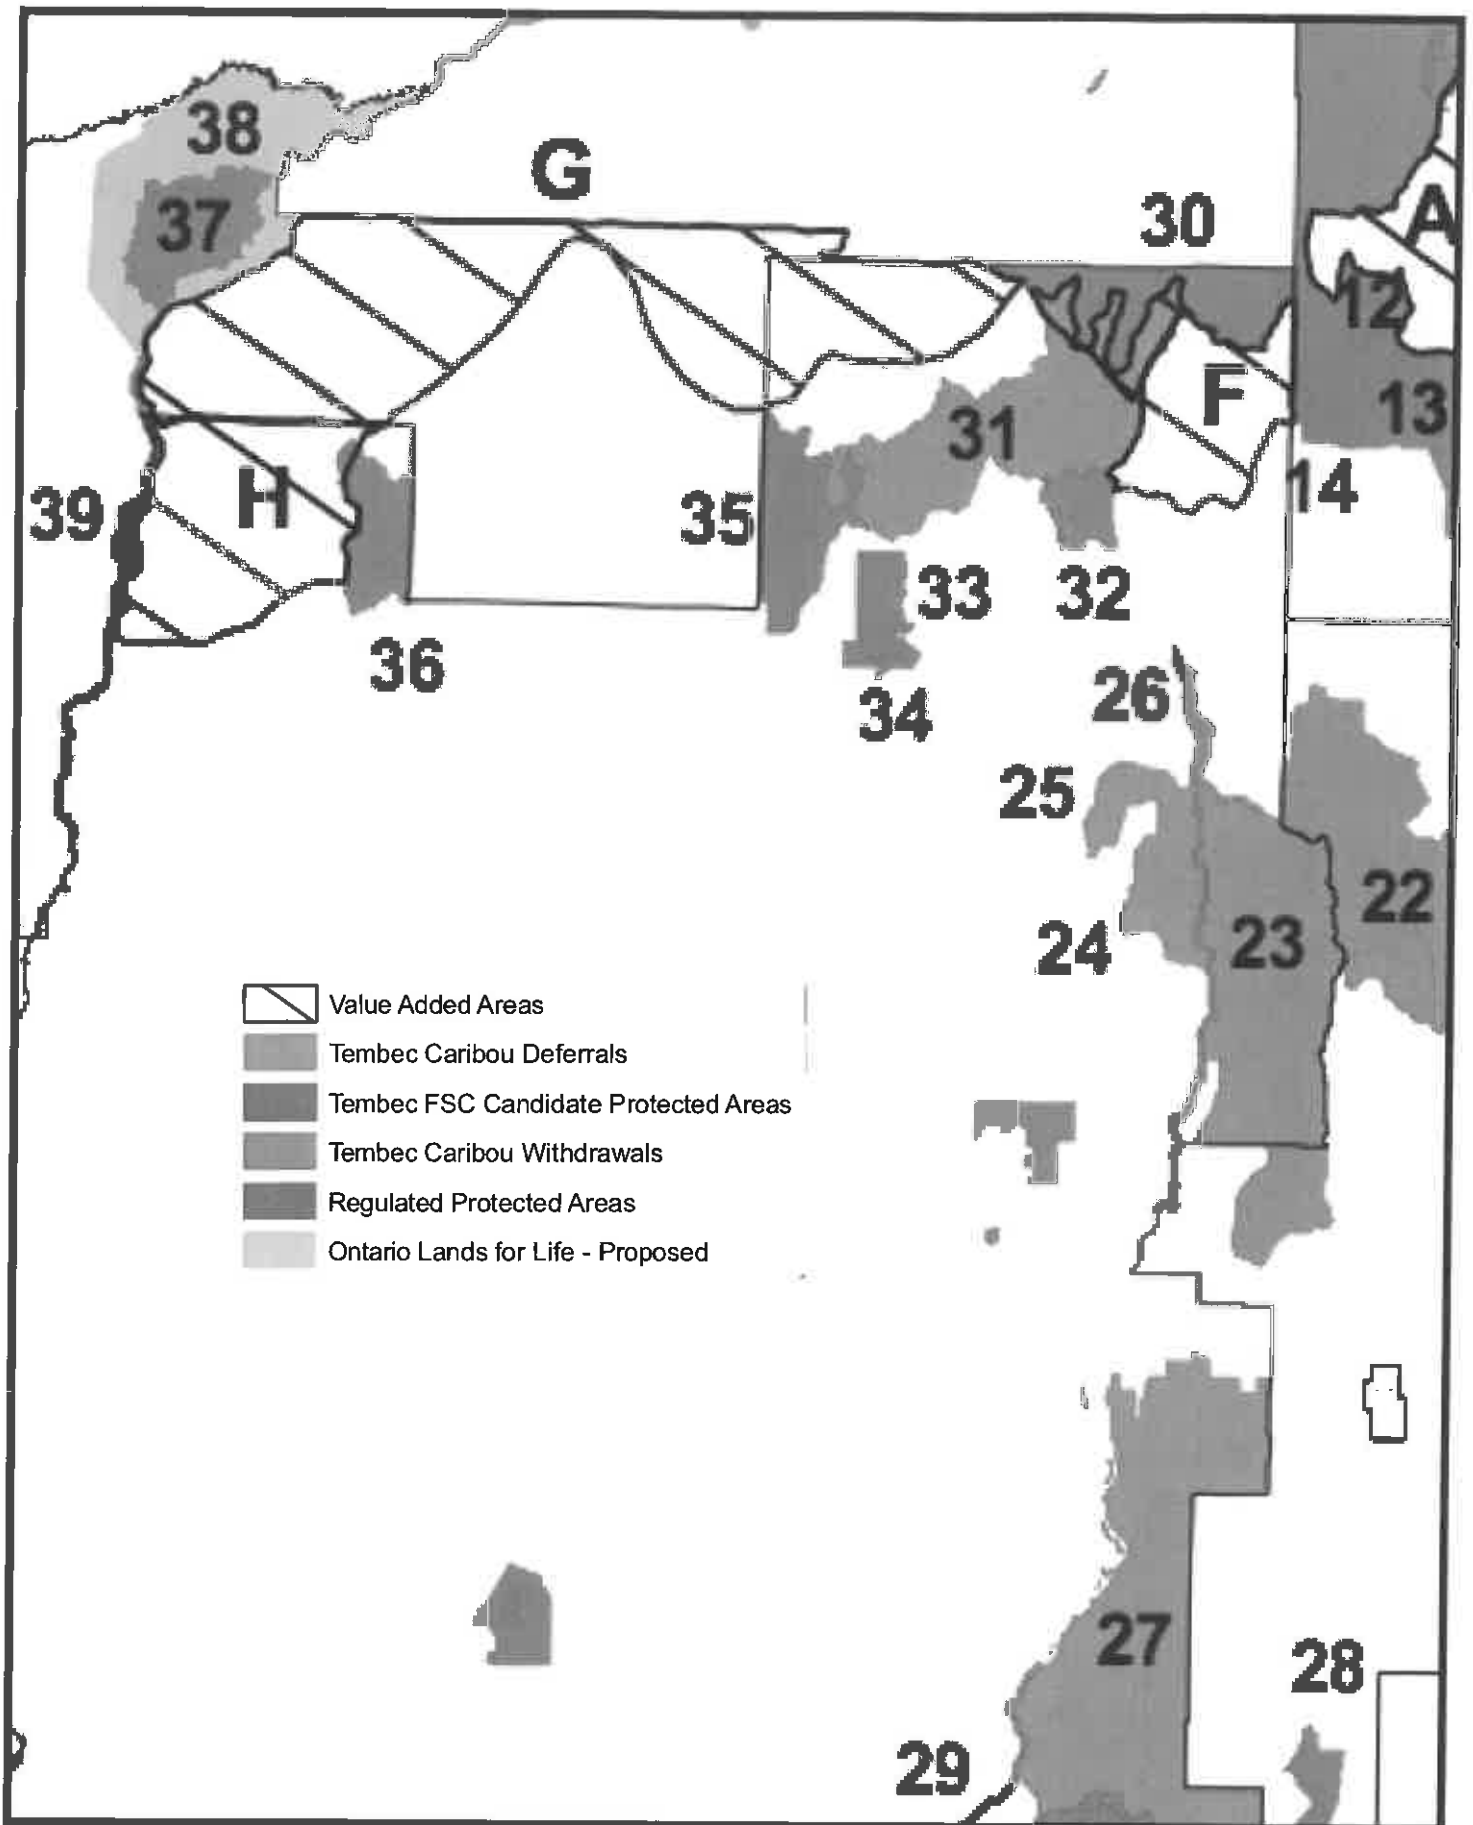 38
G
37
30
A
12
F
13
31
14
39
H
35
33
32
36
26
34
25
22
24
23
Value Added Areas
Tembec Caribou Deferrals
Tembec FSC Candidate Protected Areas
Tembec Caribou Withdrawals
Regulated Protected Areas
Ontario Lands for Life - Proposed
27
28
29